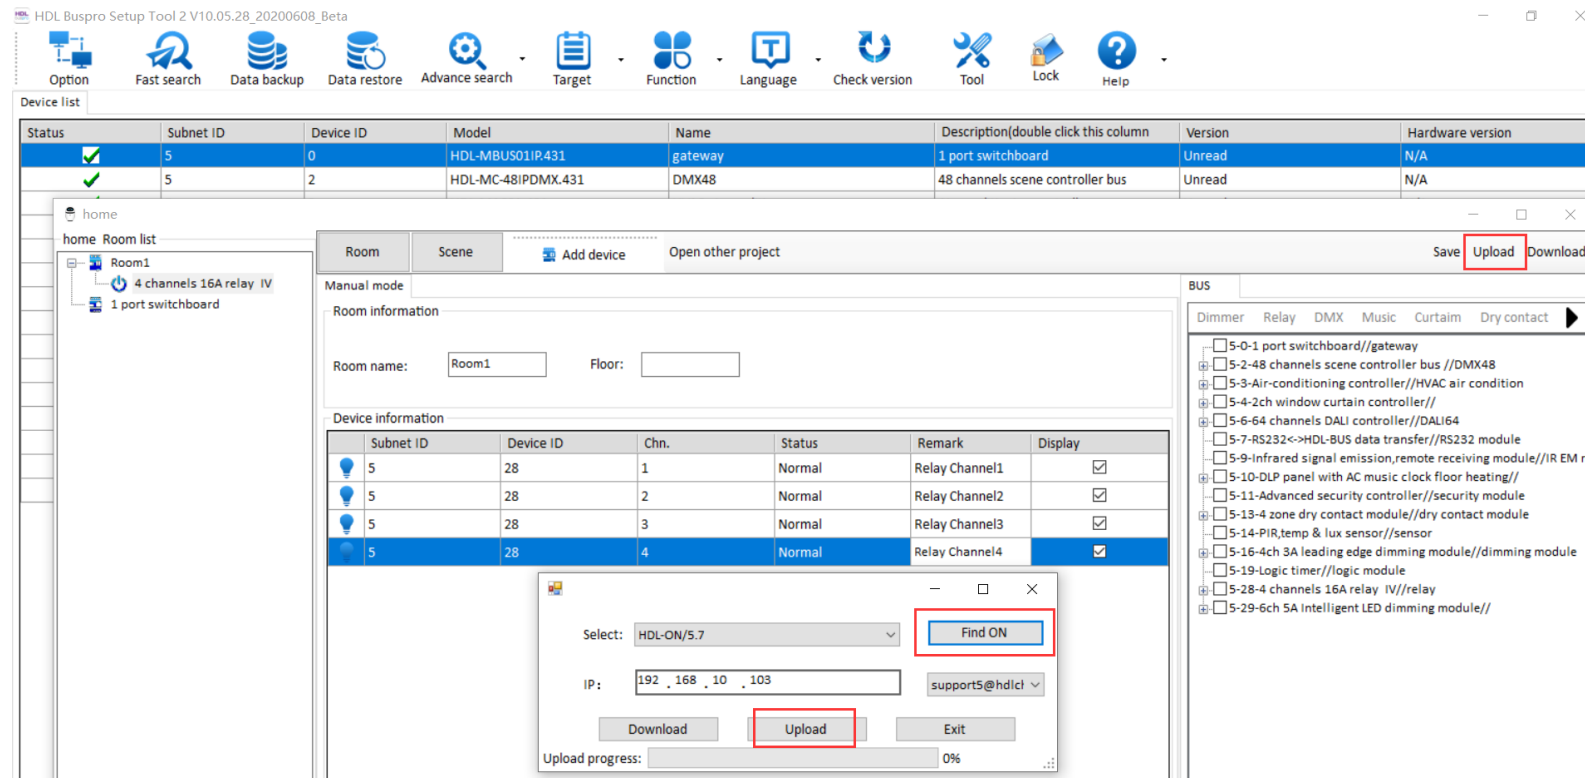 HDL Buspro Setup Tool 2 V10.05.28_20200608_Beta
Option Fast search Data backup Data restore Advance search Target Function Language Check version Tool Lock Help
Device list
Status Subnet ID Device ID Model Name Description(double click this column Version Hardware version
5 0 HDL-MBUS01IP.431 gateway 1 port switchboard Unread N/A
5 2 HDL-MC-48IPDMX.431 DMX48 48 channels scene controller bus Unread N/A
home
home Room list
Room1
4 channels 16A relay IV
1 port switchboard
Room Scene Add device Open other project Save Upload Download
Manual mode
Room information
Room name: Room1 Floor:
Device information
Subnet ID Device ID Chn. Status Remark Display
5 28 1 Normal Relay Channel1
5 28 2 Normal Relay Channel2
5 28 3 Normal Relay Channel3
5 28 4 Normal Relay Channel4
BUS
Dimmer Relay DMX Music Curtaim Dry contact
5-0-1 port switchboard//gateway
5-2-48 channels scene controller bus //DMX48
5-3-Air-conditioning controller//HVAC air condition
5-4-2ch window curtain controller//
5-6-64 channels DALI controller//DALI64
5-7-RS232<->HDL-BUS data transfer//RS232 module
5-9-Infrared signal emission,remote receiving module//IR EM
5-10-DLP panel with AC music clock floor heating//
5-11-Advanced security controller//security module
5-13-4 zone dry contact module//dry contact module
5-14-PIR,temp & lux sensor//sensor
5-16-4ch 3A leading edge dimming module//dimming module
5-19-Logic timer//logic module
5-28-4 channels 16A relay IV//relay
5-29-6ch 5A Intelligent LED dimming module//
Select: HDL-ON/5.7 Find ON
IP: 192 . 168 . 10 . 103 support5@hdlch
Download Upload Exit
Upload progress: 0%